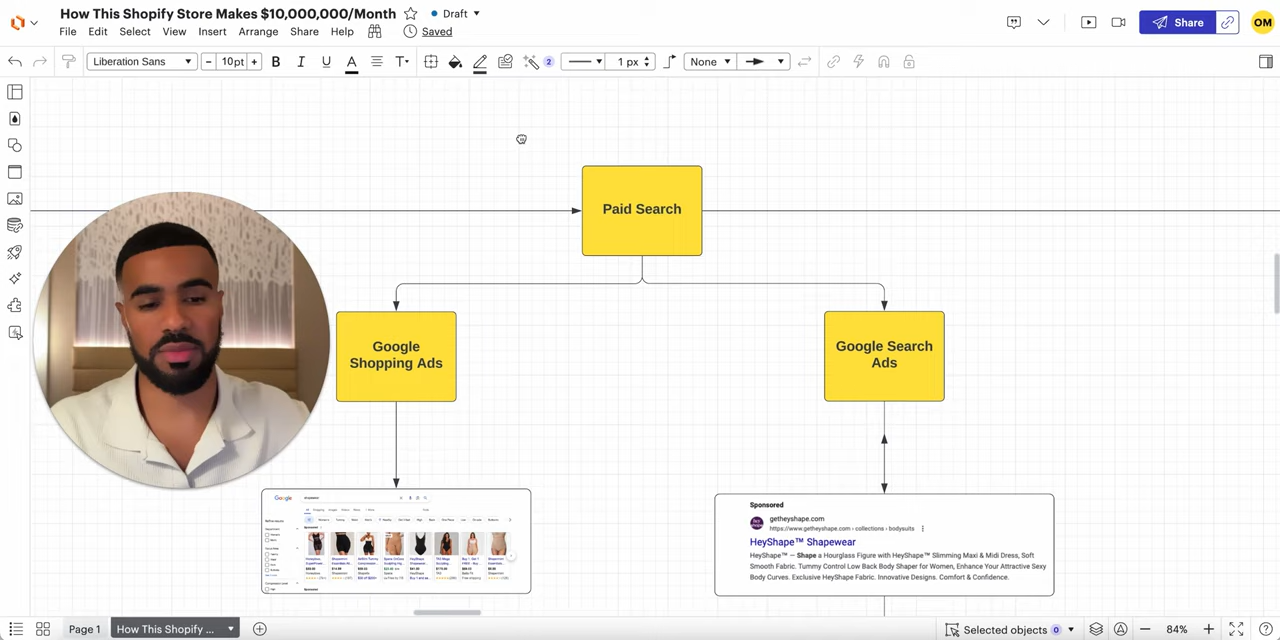 How This Shopify Store Makes $10,000,000/Month
Draft
File Edit Select View Insert Arrange Share Help
Saved
Share
OM
Liberation Sans
10pt
B I U A T
2
1 px
None
Paid Search
Google
Shopping Ads
Google Search
Ads
Google
shapewear
Sponsored
getheyshape.com
https://www.getheyshape.com › collections › bodysuits
HeyShape™ Shapewear
HeyShape™ — Shape a Hourglass Figure with HeyShape™ Slimming Maxi & Midi Dress, Soft
Smooth Fabric. Tummy Control Low Back Body Shaper for Women, Enhance Your Attractive Sexy
Body Curves. Exclusive HeyShape Fabric. Innovative Designs. Comfort & Confidence.
Page 1
How This Shopify ...
Selected objects 0
84%